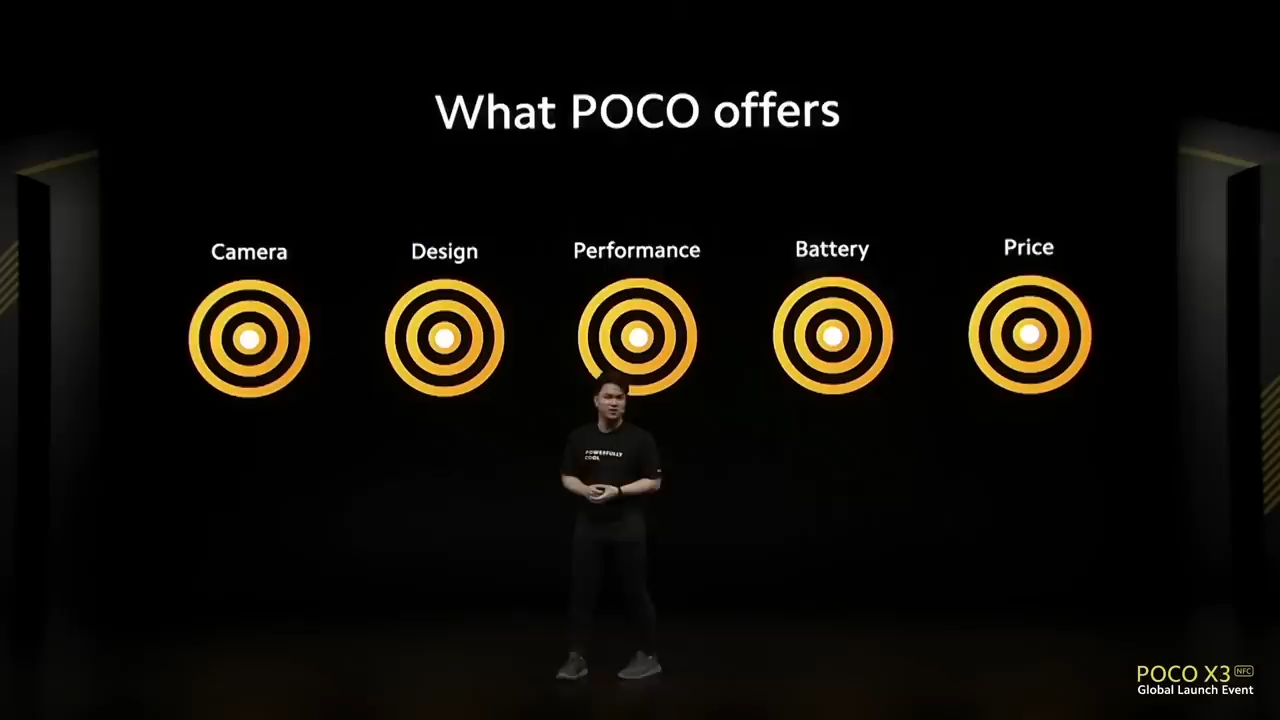 What POCO offers
Camera
Design
Performance
Battery
Price
POWERFULLY
COOL
POCO X3 NFC
Global Launch Event